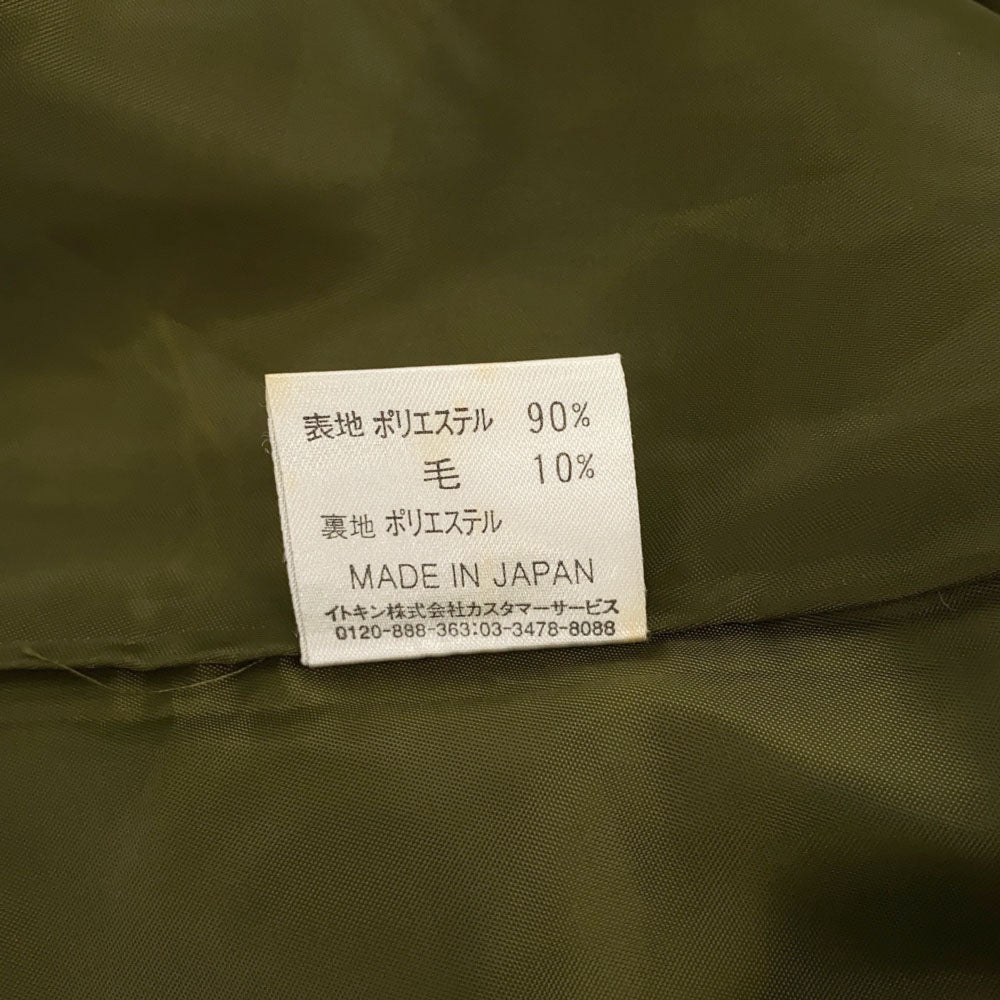 表地 ポリエステル 90%
毛 10%
裏地 ポリエステル
MADE IN JAPAN
イトキン株式会社カスタマーサービス
0120-888-363:03-3478-8088